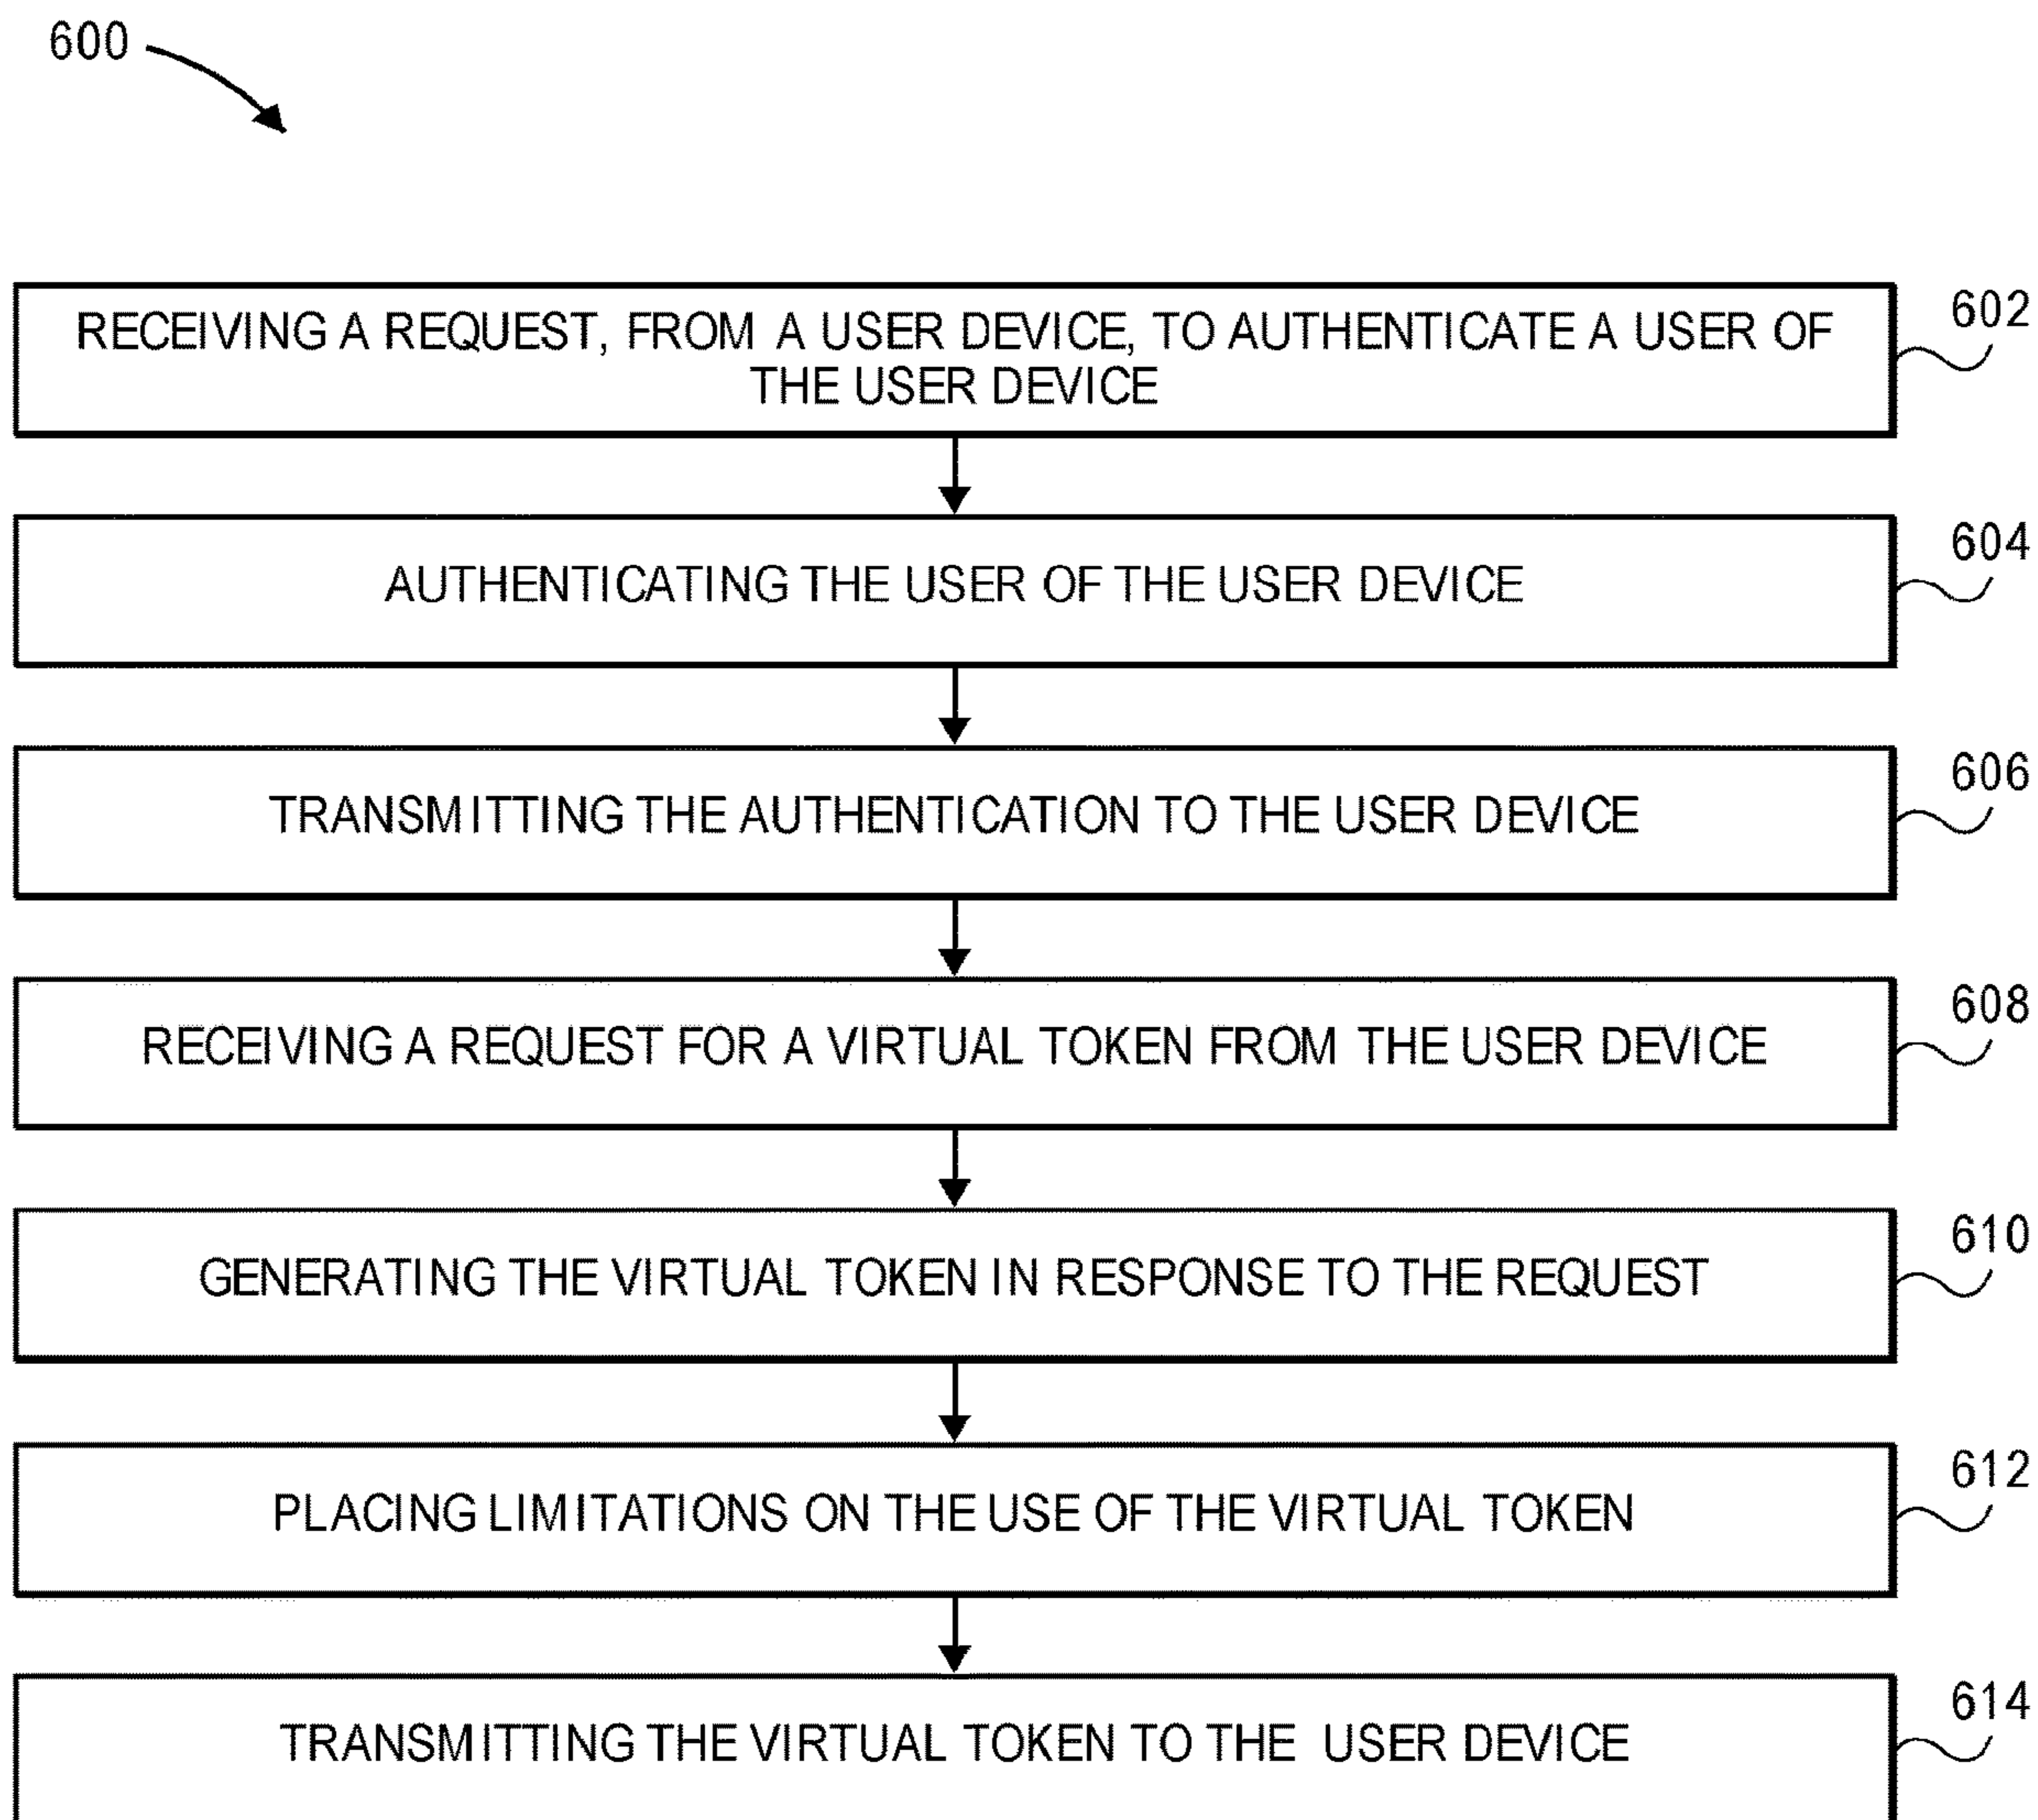 600
RECEIVING A REQUEST, FROM A USER DEVICE, TO AUTHENTICATE A USER OF
THE USER DEVICE
602
AUTHENTICATING THE USER OF THE USER DEVICE
604
TRANSMITTING THE AUTHENTICATION TO THE USER DEVICE
606
RECEIVING A REQUEST FOR A VIRTUAL TOKEN FROM THE USER DEVICE
608
GENERATING THE VIRTUAL TOKEN IN RESPONSE TO THE REQUEST
610
PLACING LIMITATIONS ON THE USE OF THE VIRTUAL TOKEN
612
TRANSMITTING THE VIRTUAL TOKEN TO THE USER DEVICE
614